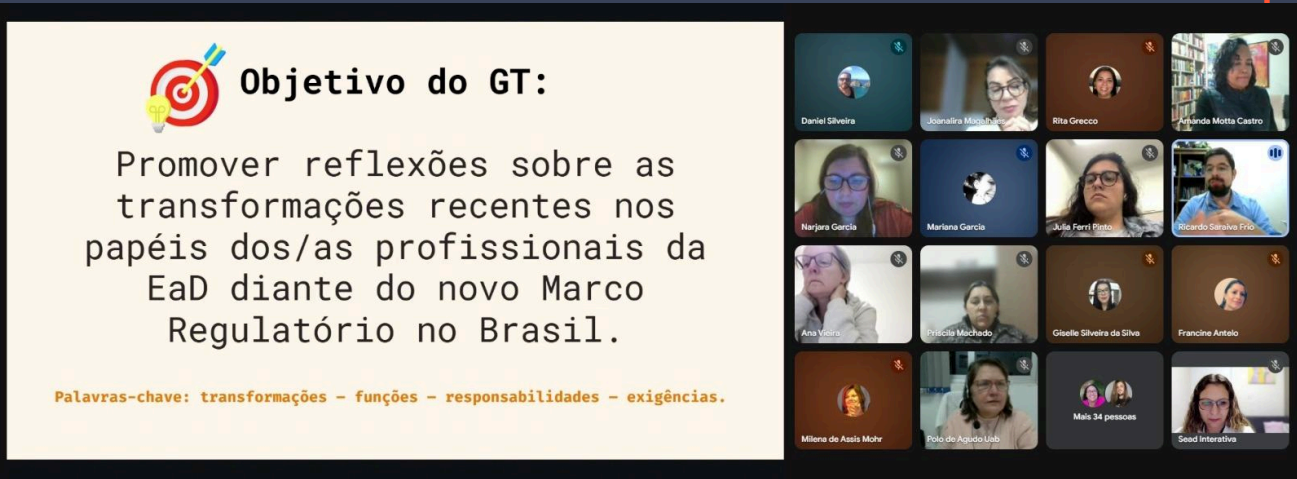 Objetivo do GT:
Promover reflexões sobre as
transformações recentes nos
papéis dos/as profissionais da
EaD diante do novo Marco
Regulatório no Brasil.
Palavras-chave: transformações – funções – responsabilidades – exigências.
Daniel Silveira
Joanalira Magalhães
Rita Grecco
Amanda Motta Castro
Narjara Garcia
Mariana Garcia
Julia Ferri Pinto
Ricardo Saraiva Frio
Ana Vieira
Priscila Machado
Giselle Silveira da Silva
Francine Antelo
Milena de Assis Mohr
Polo de Agudo Uab
Mais 34 pessoas
Sead Interativa